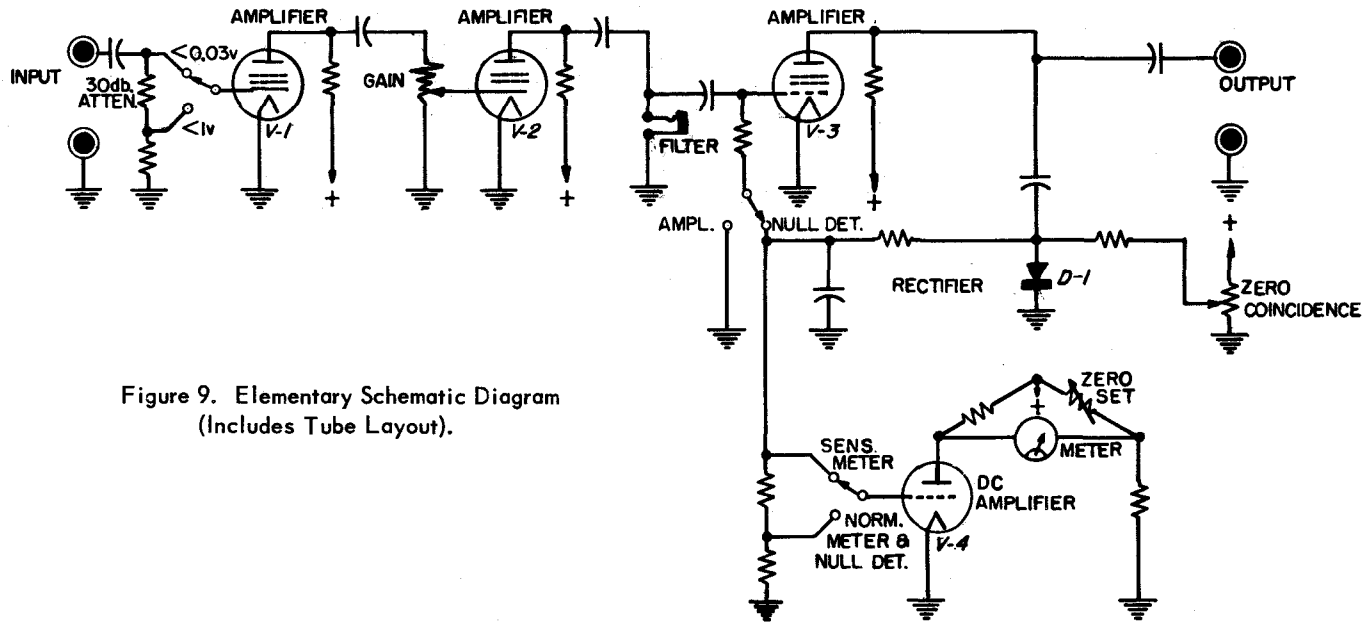 AMPLIFIER
AMPLIFIER
AMPLIFIER
INPUT
30db.
ATTEN.
<0.03v
<1v
V-1
+
GAIN
V-2
+
FILTER
V-3
+
OUTPUT
AMPL.
NULL DET.
RECTIFIER
D-1
+
ZERO
COINCIDENCE
Figure 9. Elementary Schematic Diagram
(Includes Tube Layout).
SENS.
METER
NORM.
METER &
NULL DET.
V-4
DC
AMPLIFIER
+
ZERO
SET
METER